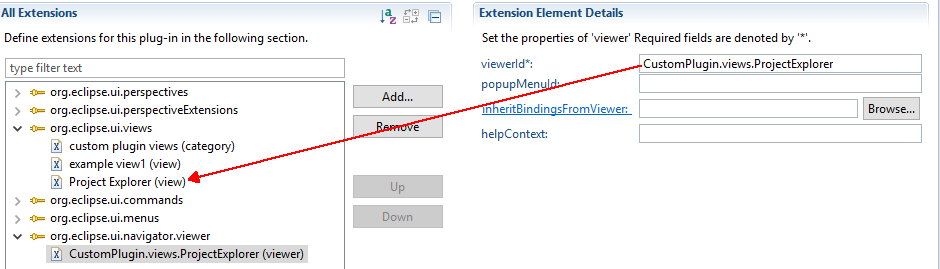 All Extensions
Define extensions for this plug-in in the following section.
type filter text
org.eclipse.ui.perspectives
org.eclipse.ui.perspectiveExtensions
org.eclipse.ui.views
custom plugin views (category)
example view1 (view)
Project Explorer (view)
org.eclipse.ui.commands
org.eclipse.ui.menus
org.eclipse.ui.navigator.viewer
CustomPlugin.views.ProjectExplorer (viewer)
Add...
Remove
Up
Down
Extension Element Details
Set the properties of 'viewer' Required fields are denoted by '*'.
viewerId*: CustomPlugin.views.ProjectExplorer
popupMenuId:
inheritBindingsFromViewer: Browse...
helpContext: